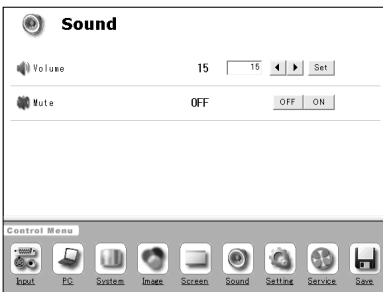 Sound
Volume 15 15 Set
Mute OFF OFF ON
Control Menu
Input PC System Image Screen Sound Setting Service Save